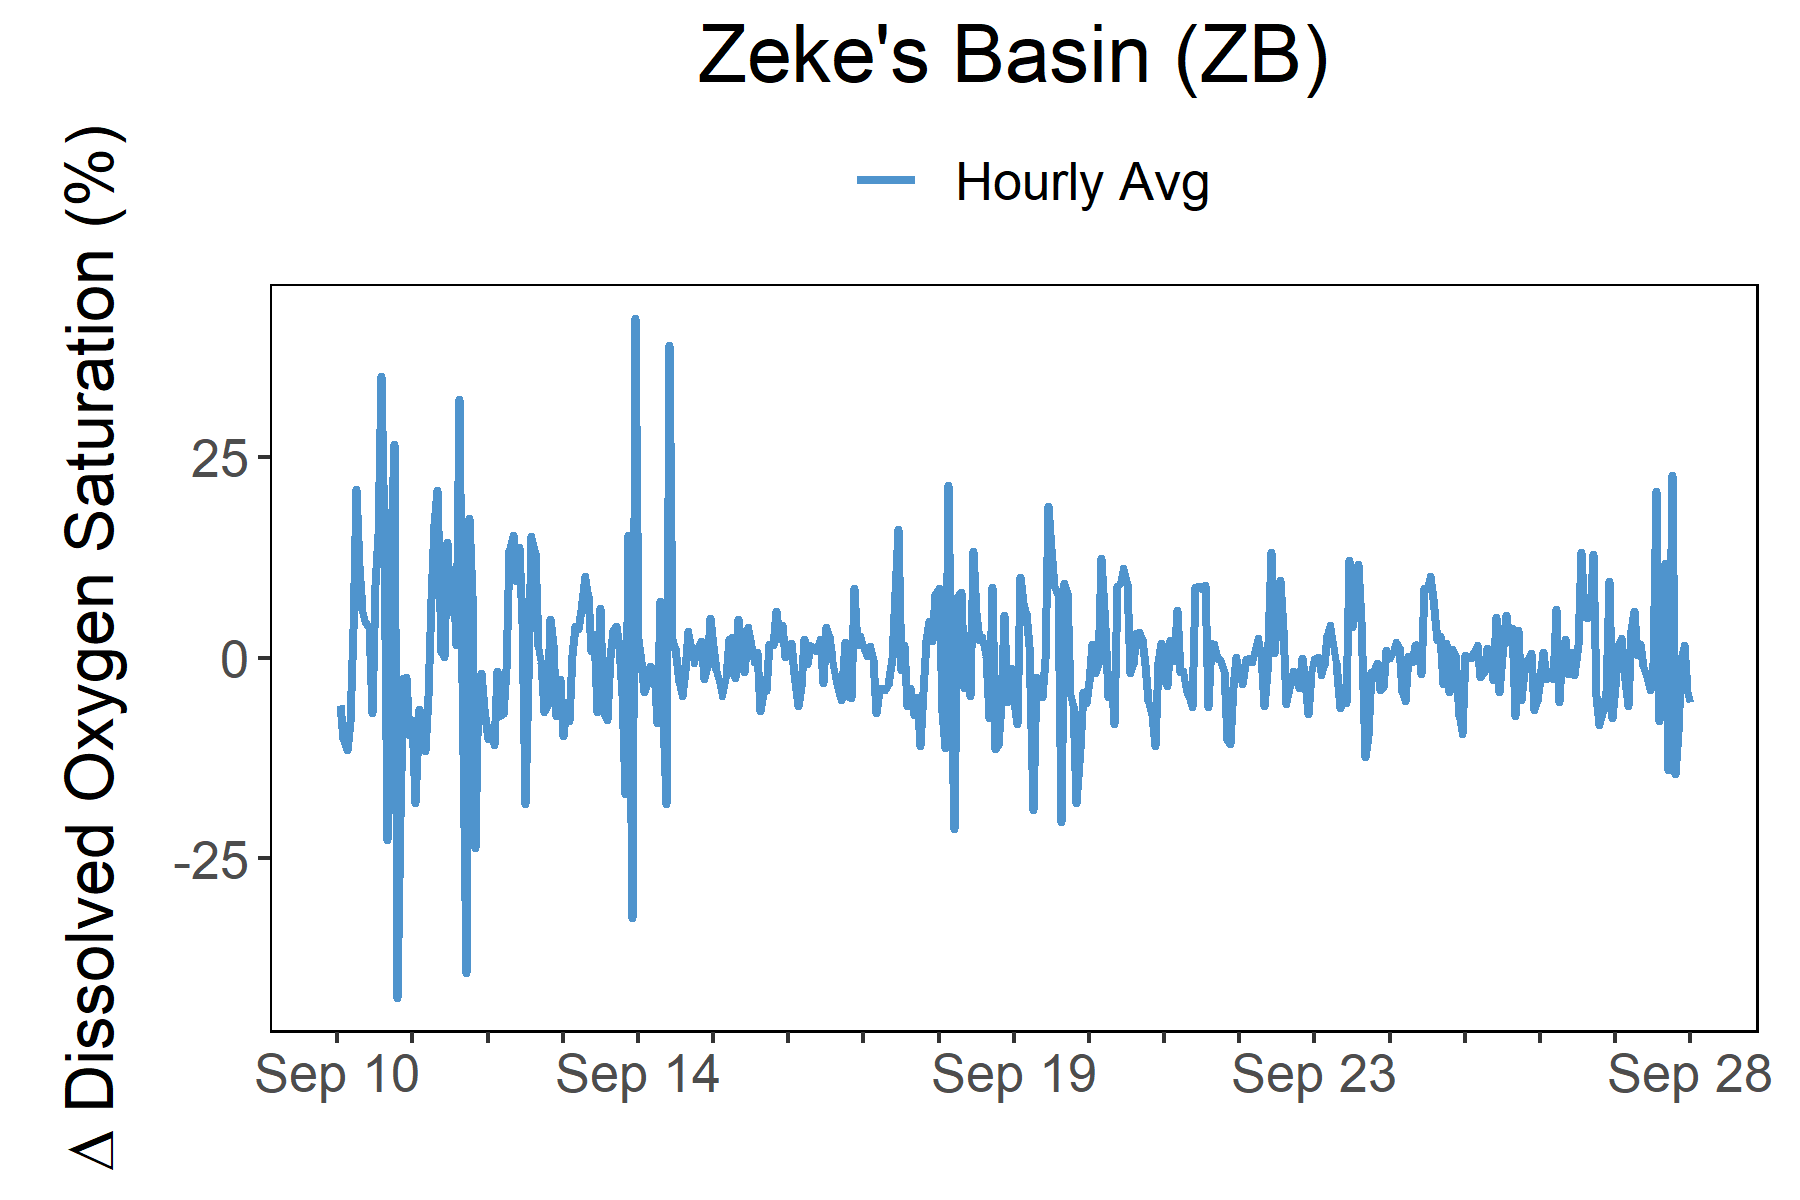 Zeke's Basin (ZB)
Hourly Avg
Δ Dissolved Oxygen Saturation (%)
25
0
-25
Sep 10
Sep 14
Sep 19
Sep 23
Sep 28